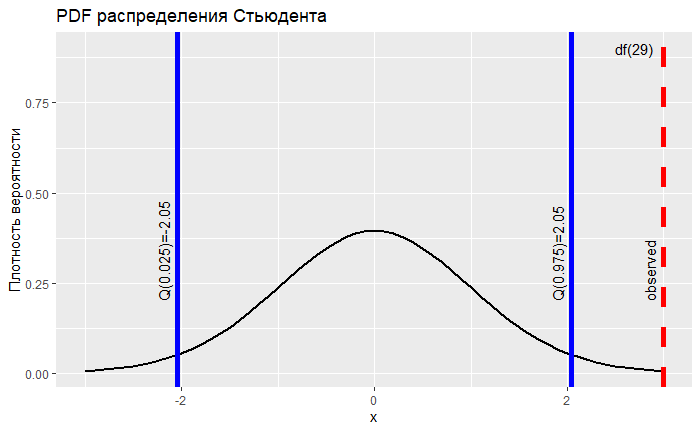 PDF распределения Стьюдента
df(29)
Плотность вероятности
0.75
0.50
0.25
0.00
Q(0.025)=-2.05
Q(0.975)=2.05
observed
-2
0
2
x